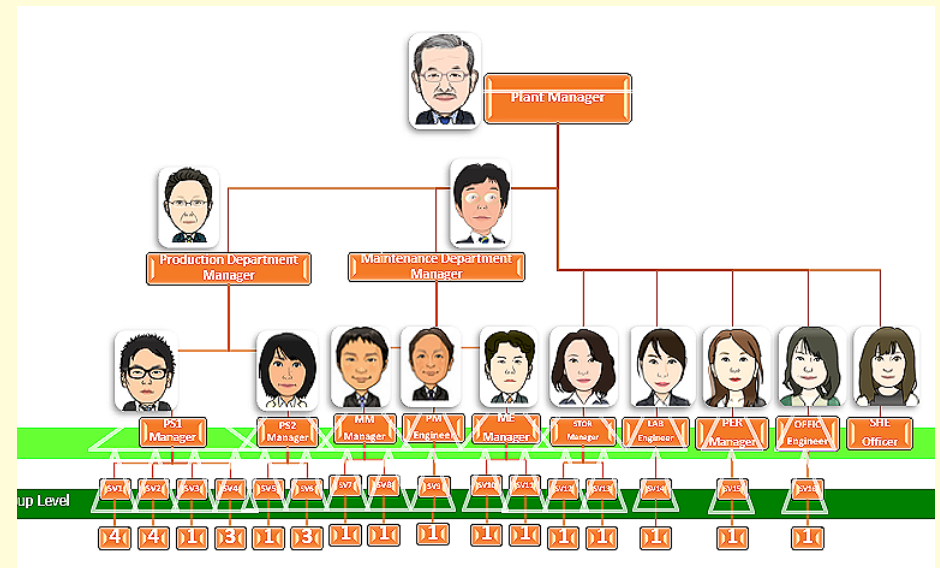 Plant Manager
Production Department
Manager
Maintenance Department
Manager
PS1
Manager
PS2
Manager
MM
Manager
PM
Engineer
ME
Manager
STOR
Manager
LAB
Engineer
PER
Manager
OFFIC
Engineer
SHE
Officer
up Level
SV1 SV2 SV3 SV4 SV5 SV6 SV7 SV8 SV9 SV10 SV11 SV12 SV13 SV14 SV15 SV16
4 4 1 3 1 3 1 1 1 1 1 1 1 1 1 1